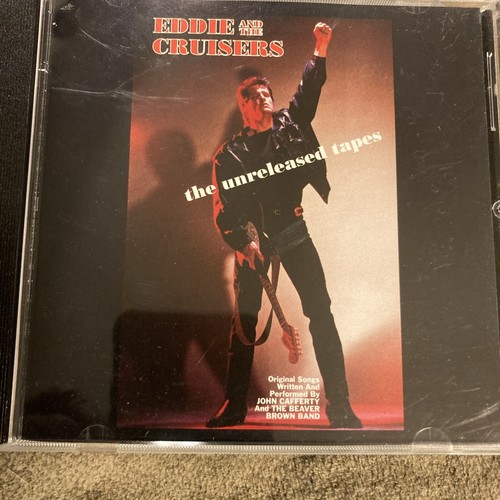 EDDIE AND THE
CRUISERS
the unreleased tapes
Original Songs
Written And
Performed By
JOHN CAFFERTY
And THE BEAVER
BROWN BAND